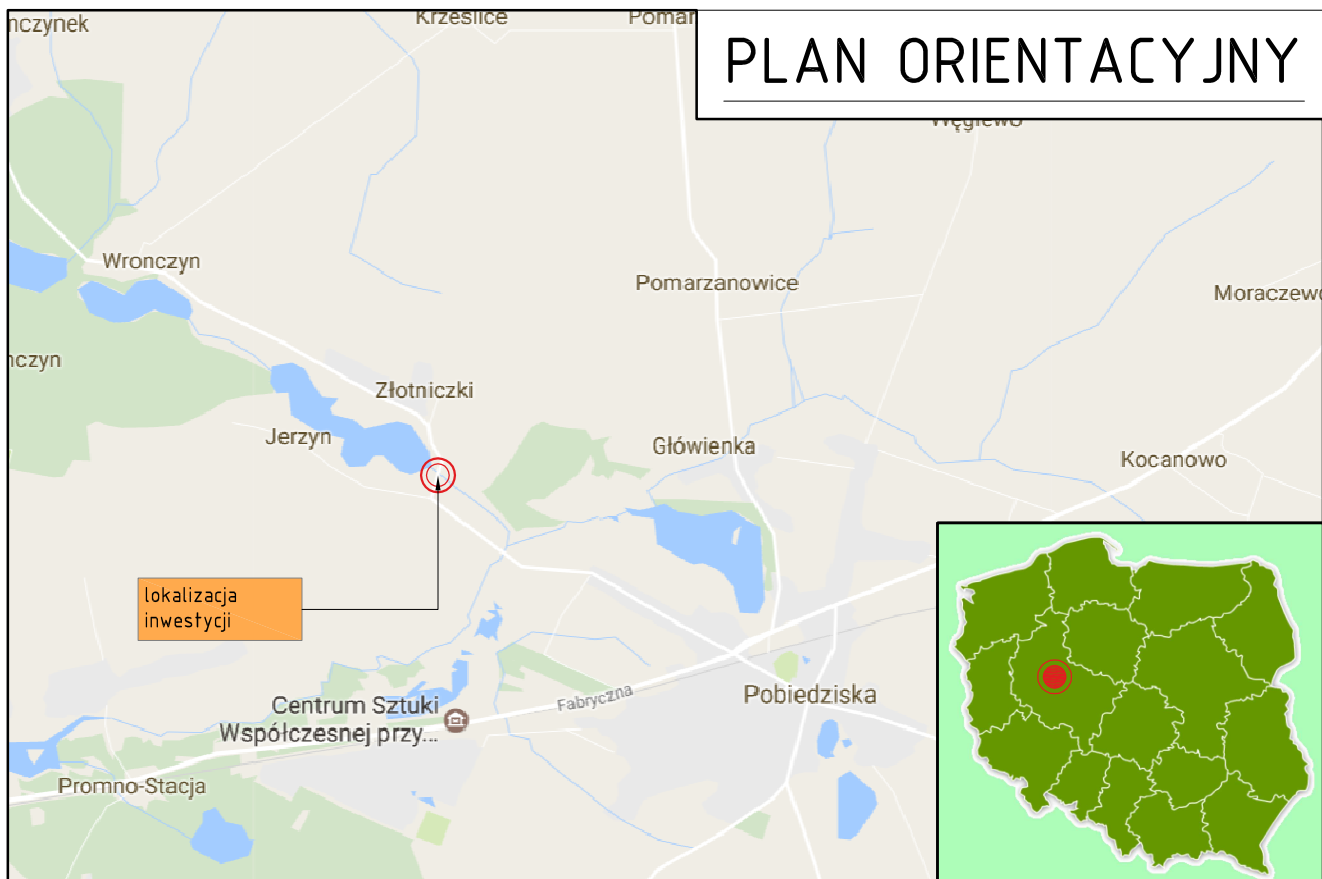 nczynek
Krześlice
Pomar
PLAN ORIENTACYJNY
Węglewo
Wronczyn
Pomarzanowice
Moraczewo
nczyn
Złotniczki
Jerzyn
Główienka
Kocanowo
lokalizacja
inwestycji
Fabryczna
Pobiedziska
Centrum Sztuki
Współczesnej przy...
Promno-Stacja